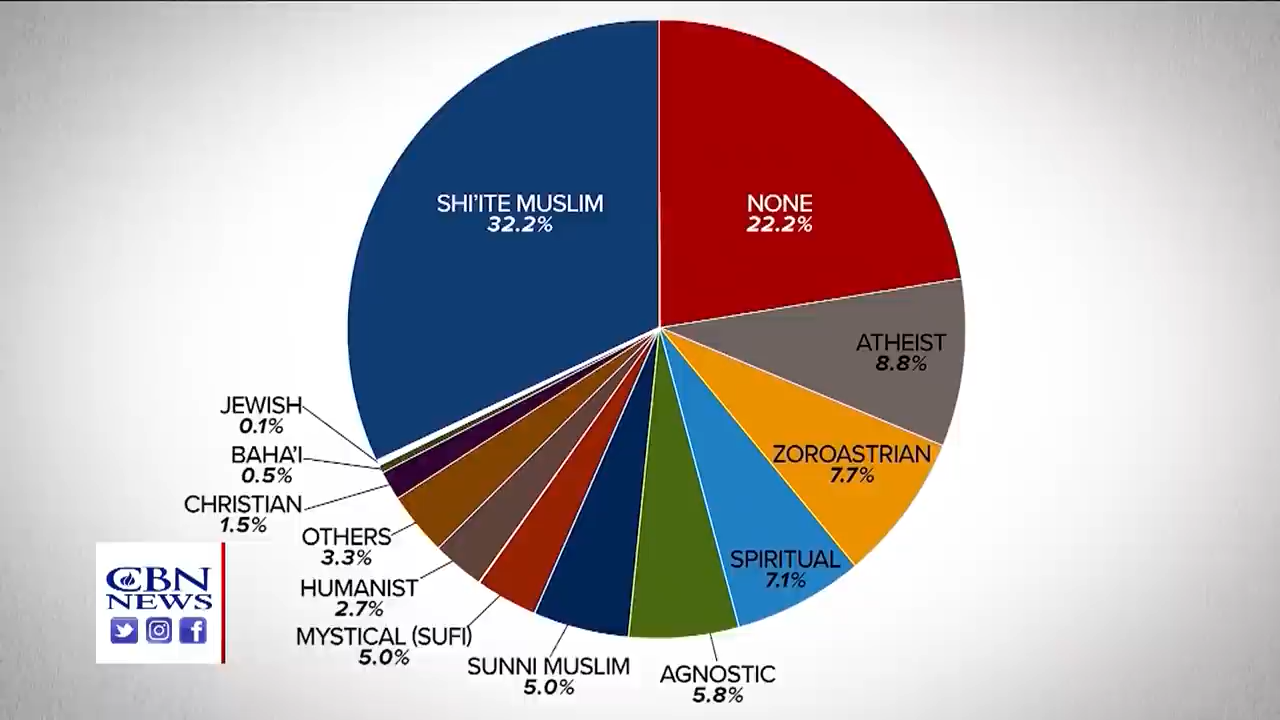 SHI'ITE MUSLIM
32.2%
NONE
22.2%
ATHEIST
8.8%
ZOROASTRIAN
7.7%
SPIRITUAL
7.1%
AGNOSTIC
5.8%
SUNNI MUSLIM
5.0%
MYSTICAL (SUFI)
5.0%
HUMANIST
2.7%
OTHERS
3.3%
CHRISTIAN
1.5%
BAHA'I
0.5%
JEWISH
0.1%
CBN
NEWS